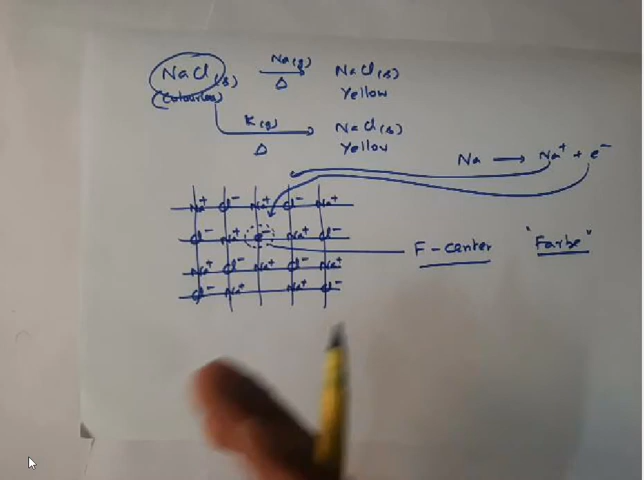 NaCl(s) Na(g) Δ NaCl(s)
(Colourless) Yellow
K(g) Δ NaCl(s)
Yellow
Na → Na⁺ + e⁻
Na⁺ Cl⁻ Na⁺ Cl⁻ Na⁺
Cl⁻ Na⁺ e⁻ Na⁺ Cl⁻ F-center "Farbe"
Na⁺ Cl⁻ Na⁺ Cl⁻ Na⁺
Cl⁻ Na⁺ Na⁺ Cl⁻